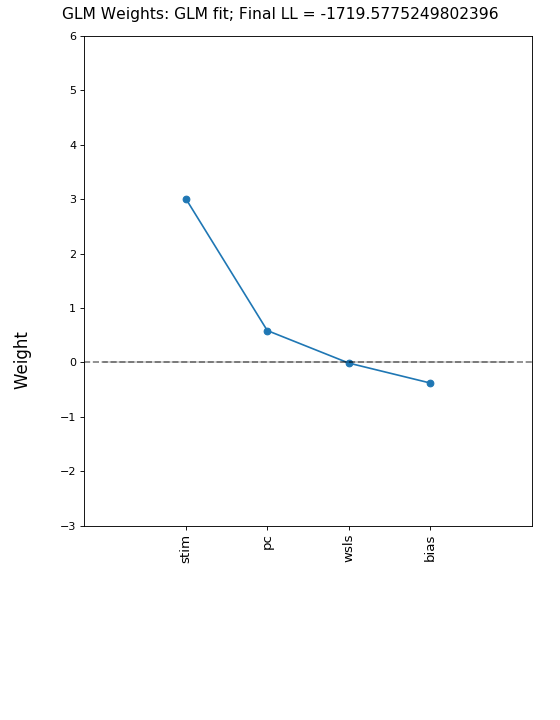 GLM Weights: GLM fit; Final LL = -1719.5775249802396
6
5
4
3
2
1
0
−1
−2
−3
Weight
stim
pc
wsls
bias